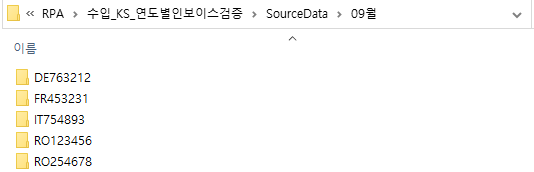 « RPA > 수입_KS_연도별인보이스검증 > SourceData > 09월
이름
DE763212
FR453231
IT754893
RO123456
RO254678